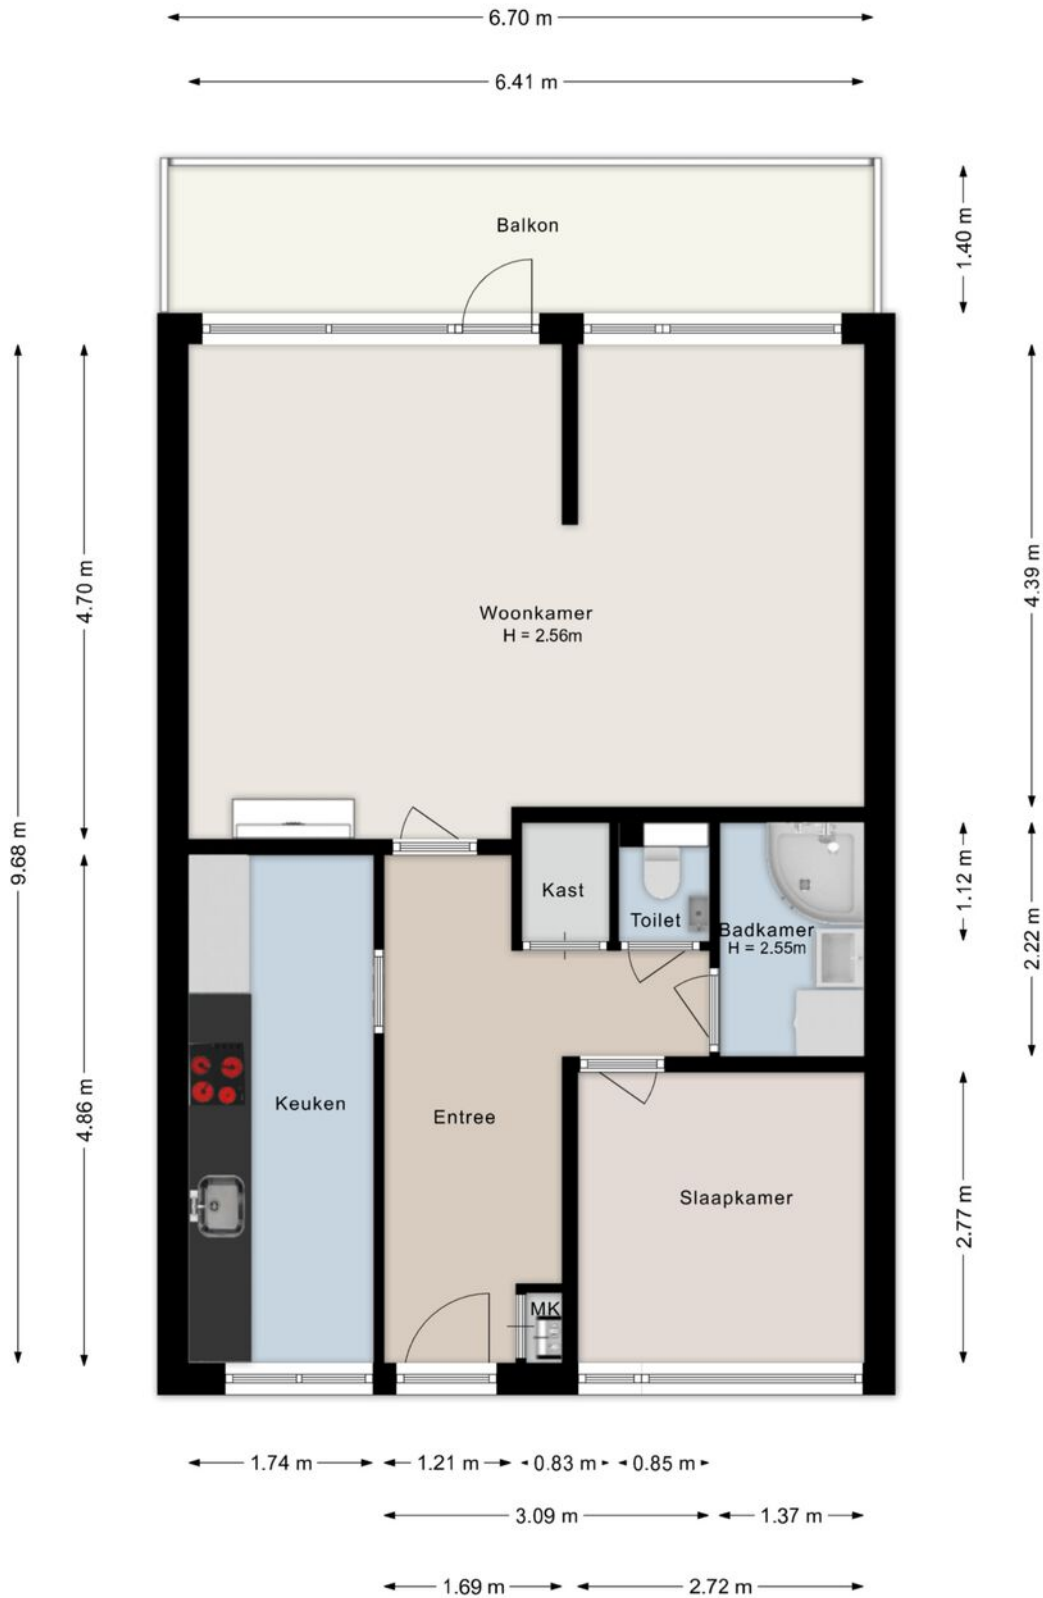 6.70 m
6.41 m
1.40 m
Balkon
4.70 m
4.39 m
Woonkamer
H = 2.56m
9.68 m
Kast
Toilet
Badkamer
H = 2.55m
1.12 m
2.22 m
4.86 m
Keuken
Entree
Slaapkamer
2.77 m
MK
1.74 m
1.21 m
0.83 m
0.85 m
3.09 m
1.37 m
1.69 m
2.72 m